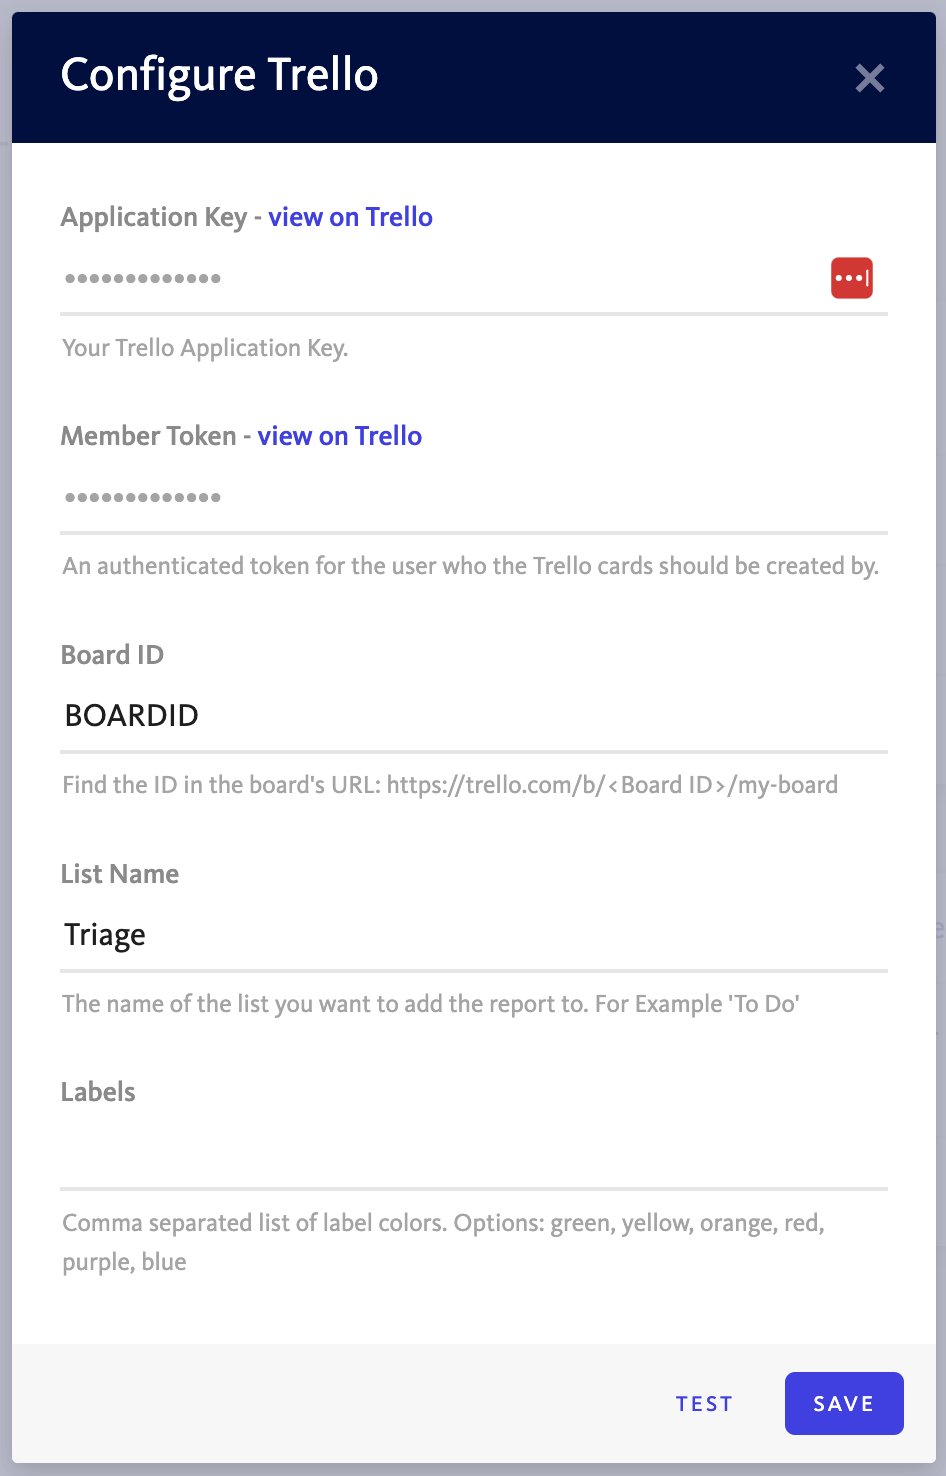 Configure Trello
Application Key - view on Trello
•••••••••••••
Your Trello Application Key.
Member Token - view on Trello
•••••••••••••
An authenticated token for the user who the Trello cards should be created by.
Board ID
BOARDID
Find the ID in the board's URL: https://trello.com/b/<Board ID>/my-board
List Name
Triage
The name of the list you want to add the report to. For Example 'To Do'
Labels
Comma separated list of label colors. Options: green, yellow, orange, red,
purple, blue
TEST
SAVE